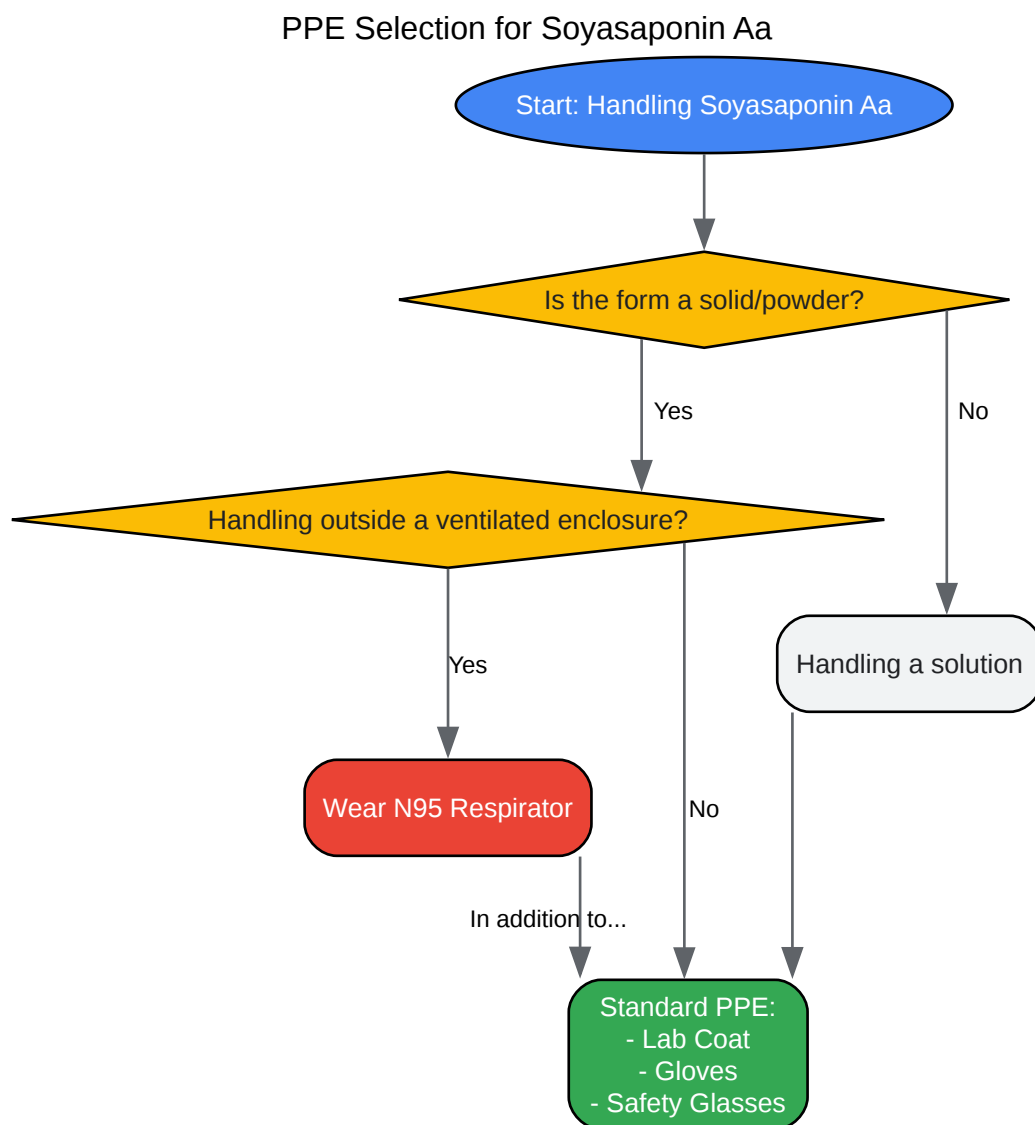 PPE Selection for Soyasaponin Aa
Start: Handling Soyasaponin Aa
Is the form a solid/powder?
Yes
No
Handling outside a ventilated enclosure?
Yes
Handling a solution
Wear N95 Respirator
No
In addition to...
Standard PPE:
- Lab Coat
- Gloves
- Safety Glasses